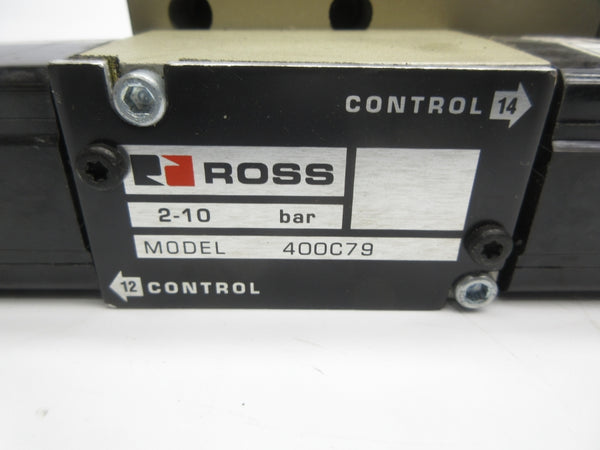 CONTROL 14
ROSS
2-10 bar
MODEL 400C79
12 CONTROL